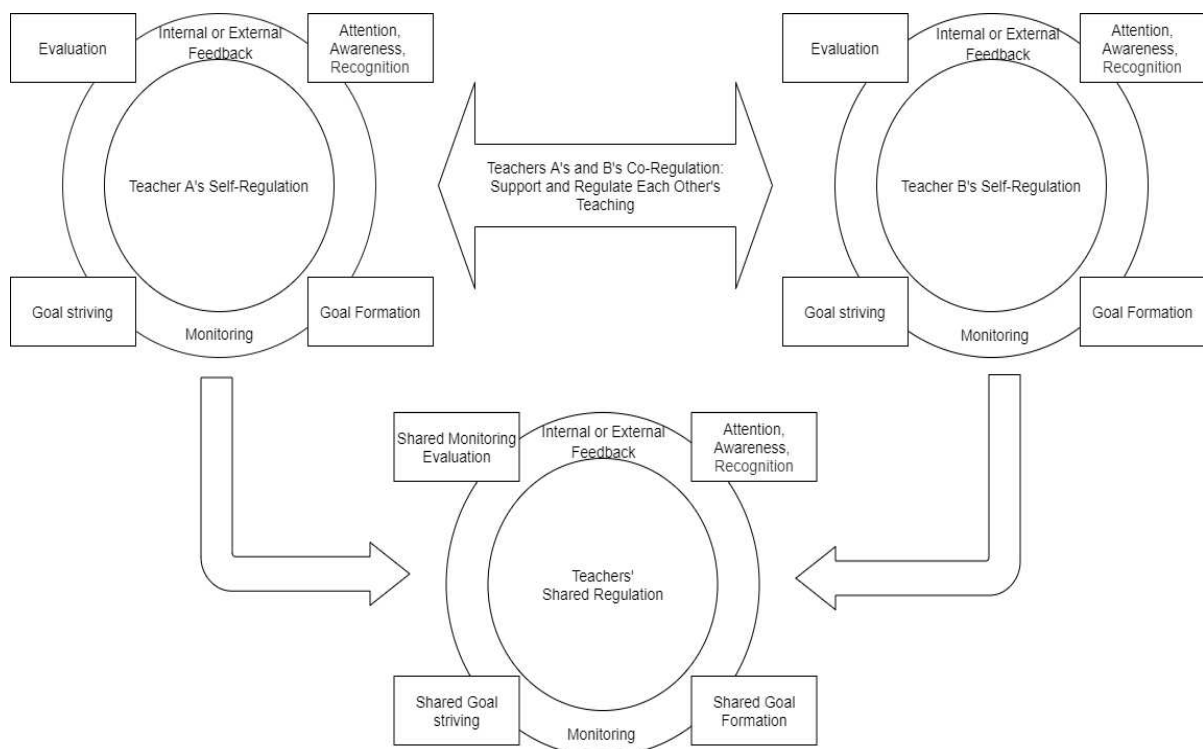 Evaluation
Internal or External
Feedback
Attention,
Awareness,
Recognition
Teacher A's Self-Regulation
Goal striving
Monitoring
Goal Formation
Teachers A's and B's Co-Regulation:
Support and Regulate Each Other's
Teaching
Evaluation
Internal or External
Feedback
Attention,
Awareness,
Recognition
Teacher B's Self-Regulation
Goal striving
Monitoring
Goal Formation
Shared Monitoring
Evaluation
Internal or External
Feedback
Attention,
Awareness,
Recognition
Teachers'
Shared Regulation
Shared Goal
striving
Monitoring
Shared Goal
Formation